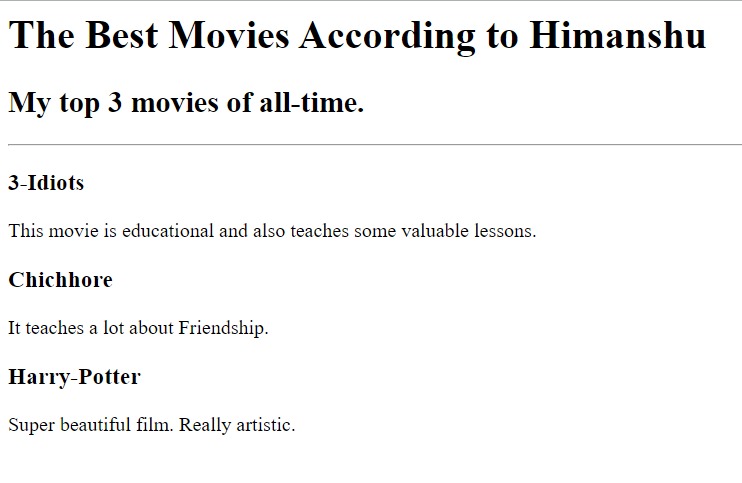 The Best Movies According to Himanshu
My top 3 movies of all-time.
3-Idiots
This movie is educational and also teaches some valuable lessons.
Chichhore
It teaches a lot about Friendship.
Harry-Potter
Super beautiful film. Really artistic.